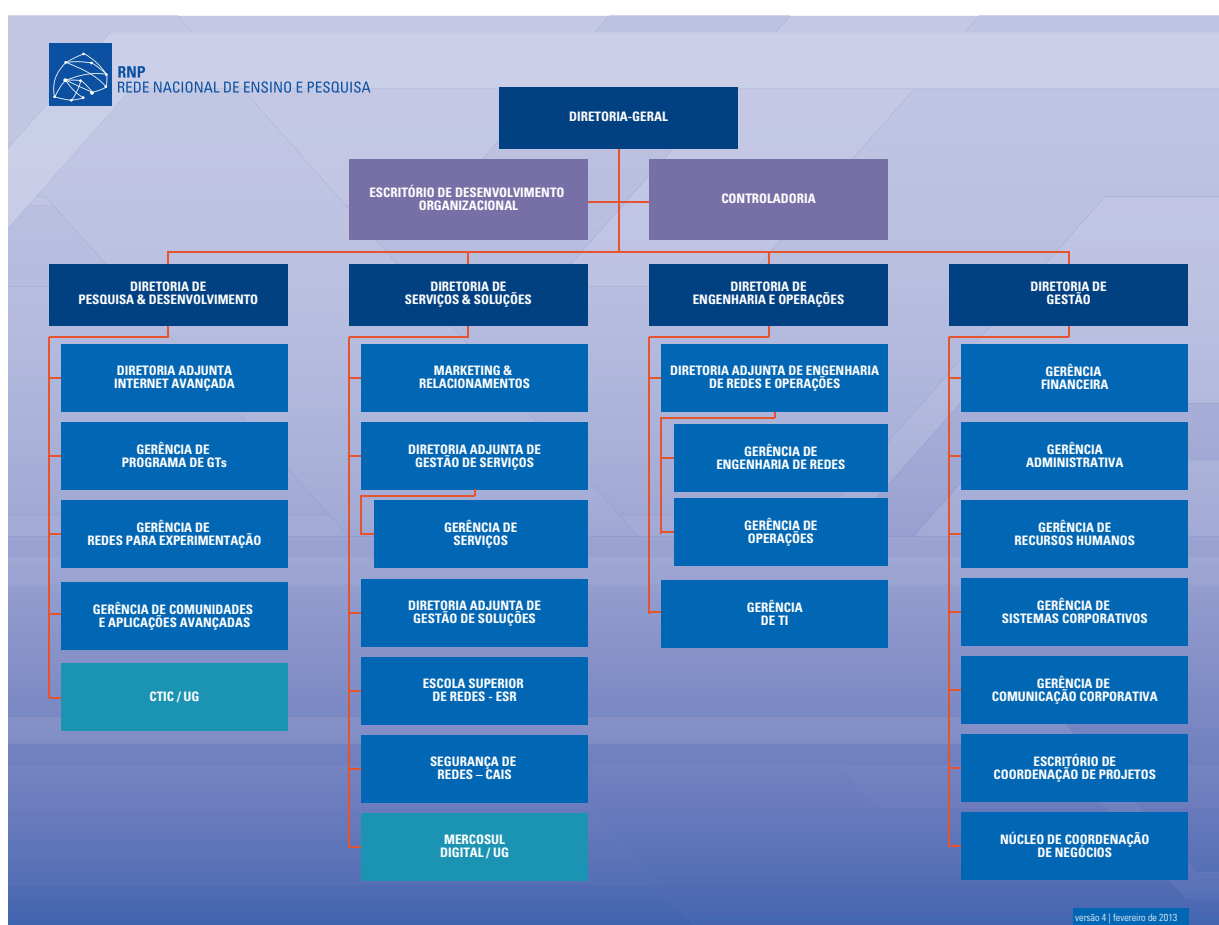 RNP
REDE NACIONAL DE ENSINO E PESQUISA
DIRETORIA-GERAL
ESCRITÓRIO DE DESENVOLVIMENTO
ORGANIZACIONAL
CONTROLADORIA
DIRETORIA DE
PESQUISA & DESENVOLVIMENTO
DIRETORIA ADJUNTA
INTERNET AVANÇADA
GERÊNCIA DE
PROGRAMA DE GTs
GERÊNCIA DE
REDES PARA EXPERIMENTAÇÃO
GERÊNCIA DE COMUNIDADES
E APLICAÇÕES AVANÇADAS
CTIC / UG
DIRETORIA DE
SERVIÇOS & SOLUÇÕES
MARKETING &
RELACIONAMENTOS
DIRETORIA ADJUNTA DE
GESTÃO DE SERVIÇOS
GERÊNCIA DE
SERVIÇOS
DIRETORIA ADJUNTA DE
GESTÃO DE SOLUÇÕES
ESCOLA SUPERIOR
DE REDES - ESR
SEGURANÇA DE
REDES – CAIS
MERCOSUL
DIGITAL / UG
DIRETORIA DE
ENGENHARIA E OPERAÇÕES
DIRETORIA ADJUNTA DE ENGENHARIA
DE REDES E OPERAÇÕES
GERÊNCIA DE
ENGENHARIA DE REDES
GERÊNCIA DE
OPERAÇÕES
GERÊNCIA
DE TI
DIRETORIA DE
GESTÃO
GERÊNCIA
FINANCEIRA
GERÊNCIA
ADMINISTRATIVA
GERÊNCIA DE
RECURSOS HUMANOS
GERÊNCIA DE
SISTEMAS CORPORATIVOS
GERÊNCIA DE
COMUNICAÇÃO CORPORATIVA
ESCRITÓRIO DE
COORDENAÇÃO DE PROJETOS
NÚCLEO DE COORDENAÇÃO
DE NEGÓCIOS
versão 4 | fevereiro de 2013